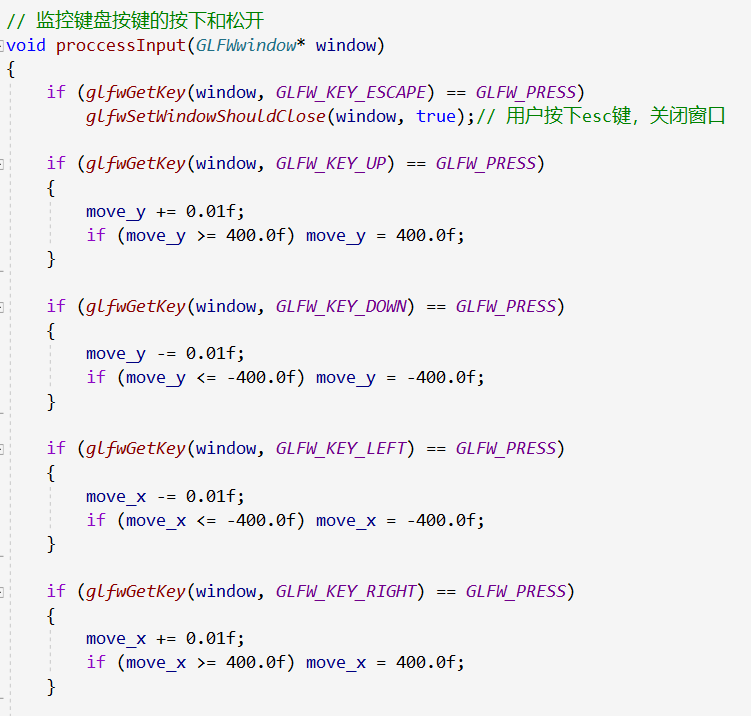 // 监控键盘按键的按下和松开
void proccessInput(GLFWwindow* window)
{
    if (glfwGetKey(window, GLFW_KEY_ESCAPE) == GLFW_PRESS)
        glfwSetWindowShouldClose(window, true);// 用户按下esc键，关闭窗口

    if (glfwGetKey(window, GLFW_KEY_UP) == GLFW_PRESS)
    {
        move_y += 0.01f;
        if (move_y >= 400.0f) move_y = 400.0f;
    }

    if (glfwGetKey(window, GLFW_KEY_DOWN) == GLFW_PRESS)
    {
        move_y -= 0.01f;
        if (move_y <= -400.0f) move_y = -400.0f;
    }

    if (glfwGetKey(window, GLFW_KEY_LEFT) == GLFW_PRESS)
    {
        move_x -= 0.01f;
        if (move_x <= -400.0f) move_x = -400.0f;
    }

    if (glfwGetKey(window, GLFW_KEY_RIGHT) == GLFW_PRESS)
    {
        move_x += 0.01f;
        if (move_x >= 400.0f) move_x = 400.0f;
    }